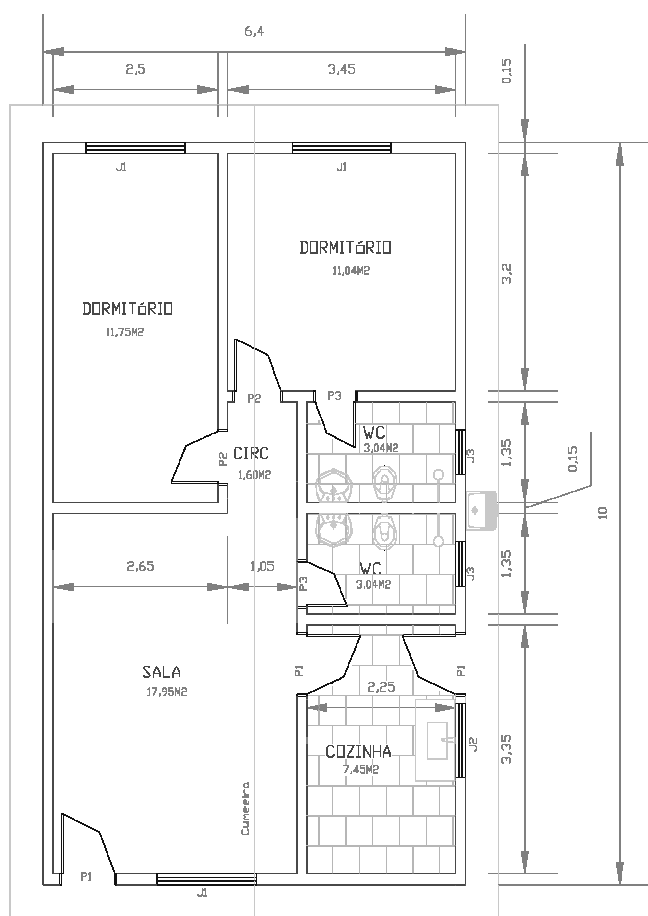 6,4
2,5
3,45
0,15
J1
J1
DORMITóRIO
11,04M2
3,2
DORMITóRIO
11,75M2
P2
P3
WC
3,04M2
CIRC
1,60M2
P2
J3
1,35
0,15
10
2,65
1,05
WC
3,04M2
P3
J3
1,35
SALA
17,95M2
P1
P1
2,25
COZINHA
7,45M2
J2
3,35
Cumeeira
P1
J1